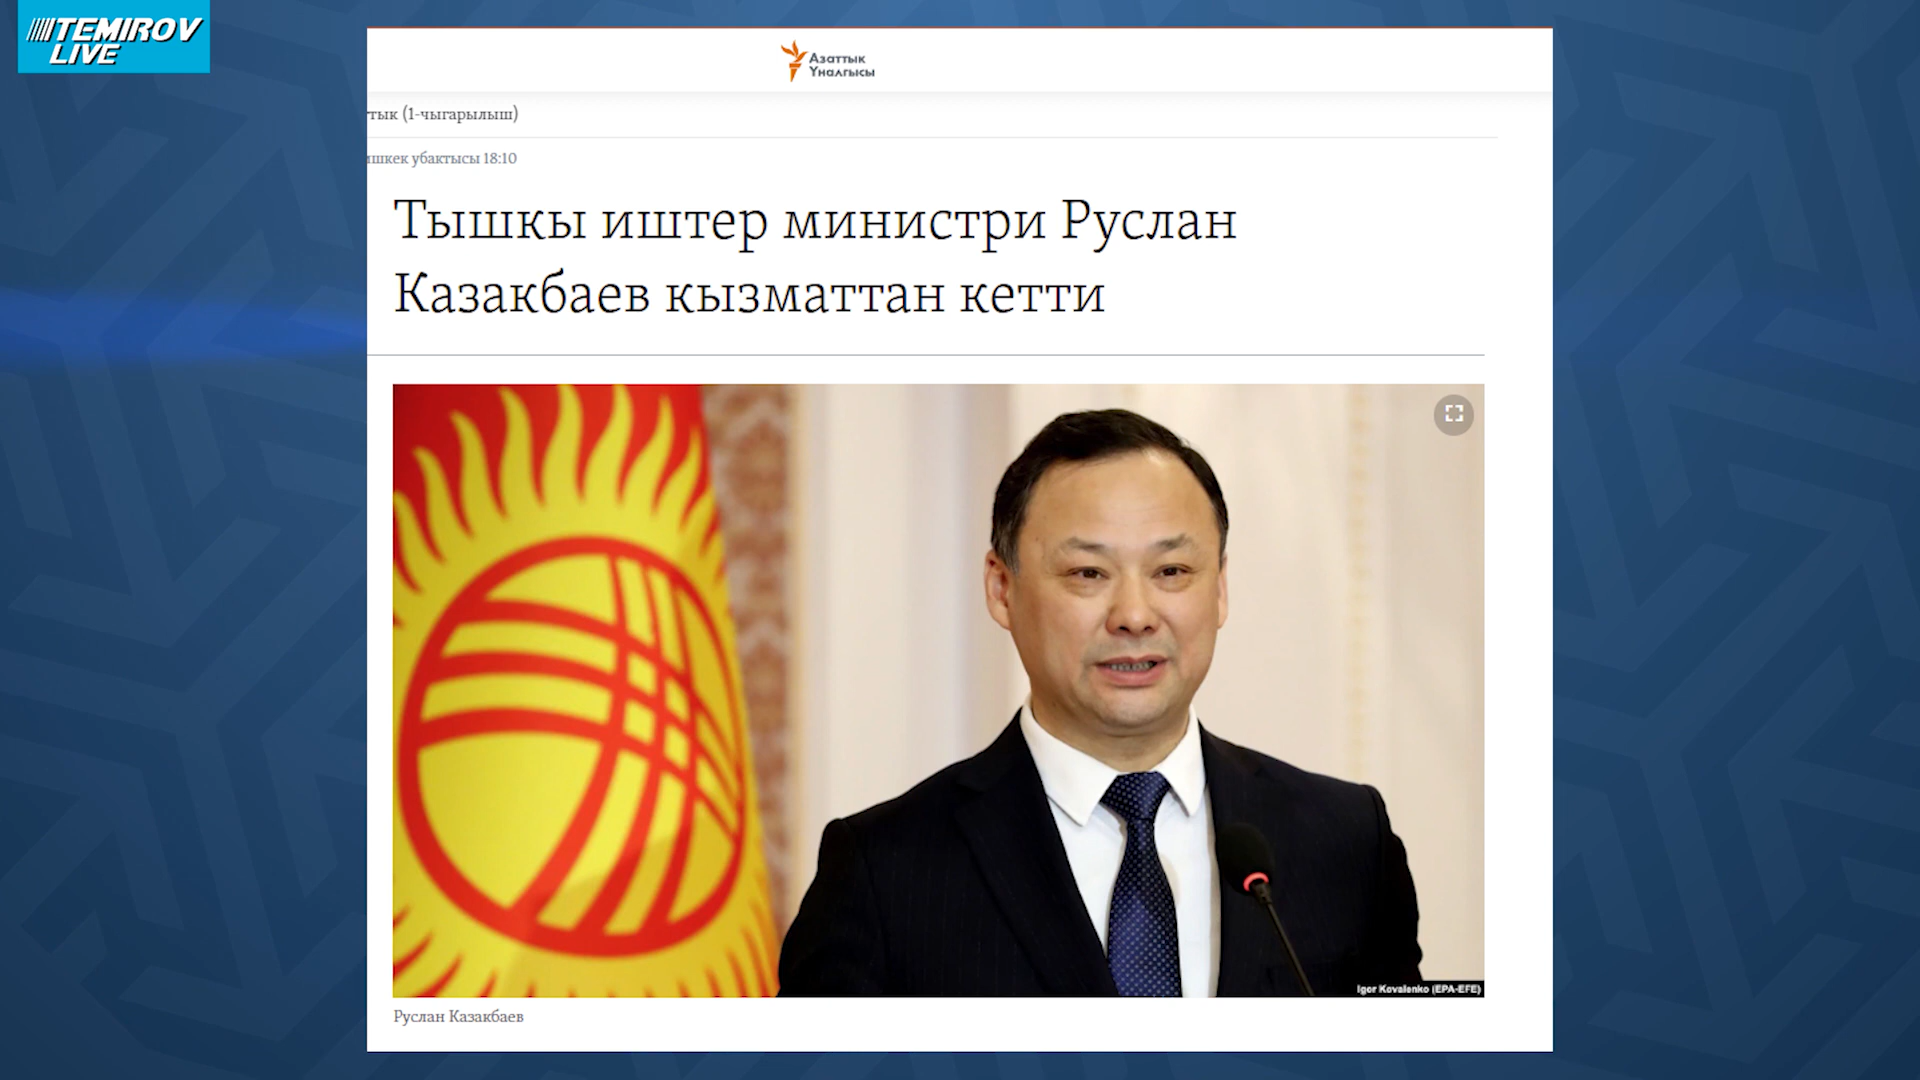 TEMIROV
LIVE
Азаттык
Үналгысы
тык (1-чыгарылыш)
ишкек убактысы 18:10
Тышкы иштер министри Руслан
Казакбаев кызматтан кетти
Igor Kovalenko (EPA-EFE)
Руслан Казакбаев